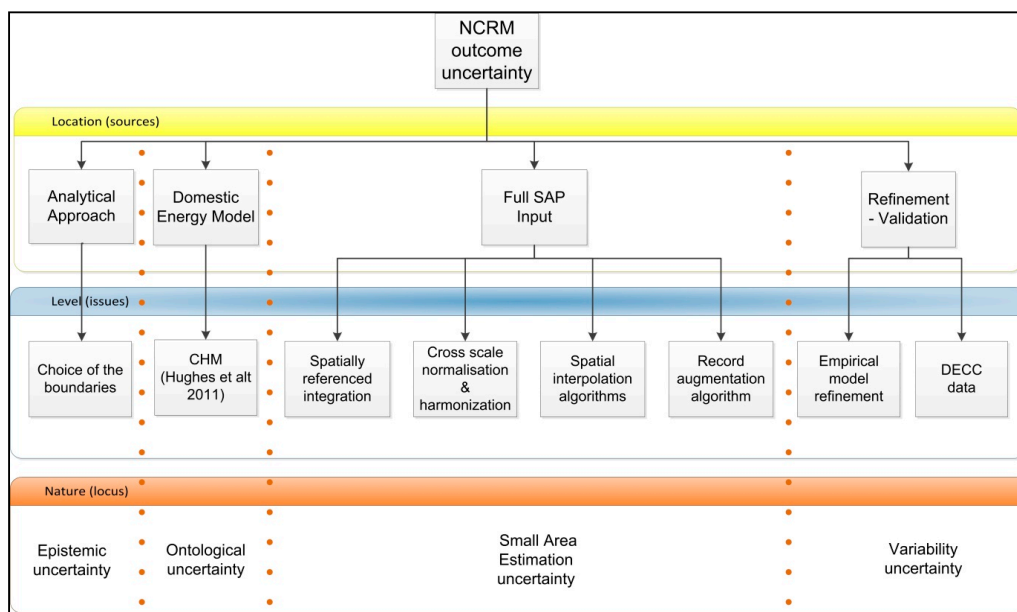 NCRM
outcome
uncertainty
Location (sources)
Analytical
Approach
Domestic
Energy Model
Full SAP
Input
Refinement
- Validation
Level (issues)
Choice of the
boundaries
CHM
(Hughes et alt
2011)
Spatially
referenced
integration
Cross scale
normalisation
&
harmonization
Spatial
interpolation
algorithms
Record
augmentation
algorithm
Empirical
model
refinement
DECC
data
Nature (locus)
Epistemic
uncertainty
Ontological
uncertainty
Small Area
Estimation
uncertainty
Variability
uncertainty